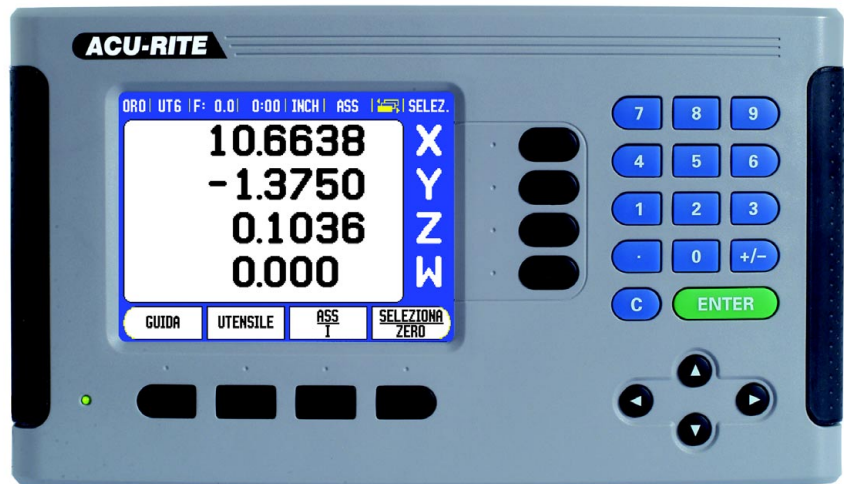 ACU-RITE
ORO| UT6 |F: 0.0| 0:00| INCH| ASS | | SELEZ.
10.6638 X
-1.3750 Y
0.1036 Z
0.000 W
GUIDA UTENSILE ASS SELEZIONA
I ZERO
7 8 9
4 5 6
1 2 3
. 0 +/-
C ENTER